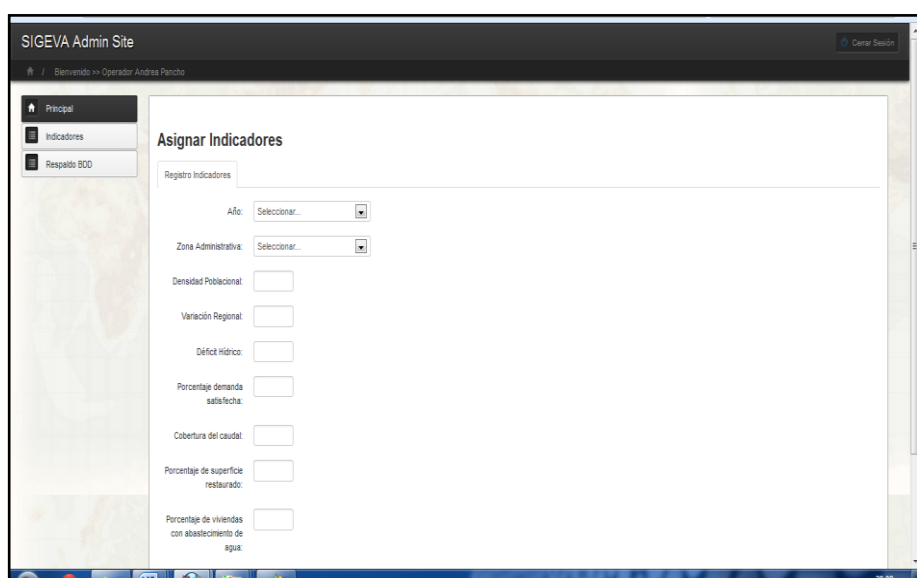 SIGEVA Admin Site
Cerrar Sesión
/ Bienvenido >> Operador Andrea Pancho
Principal
Indicadores
Respaldo BDD
Asignar Indicadores
Registro Indicadores
Año: Seleccionar...
Zona Administrativa: Seleccionar...
Densidad Poblacional:
Variación Regional:
Déficit Hídrico:
Porcentaje demanda
satisfecha:
Cobertura del caudal:
Porcentaje de superficie
restaurado:
Porcentaje de viviendas
con abastecimiento de
agua: